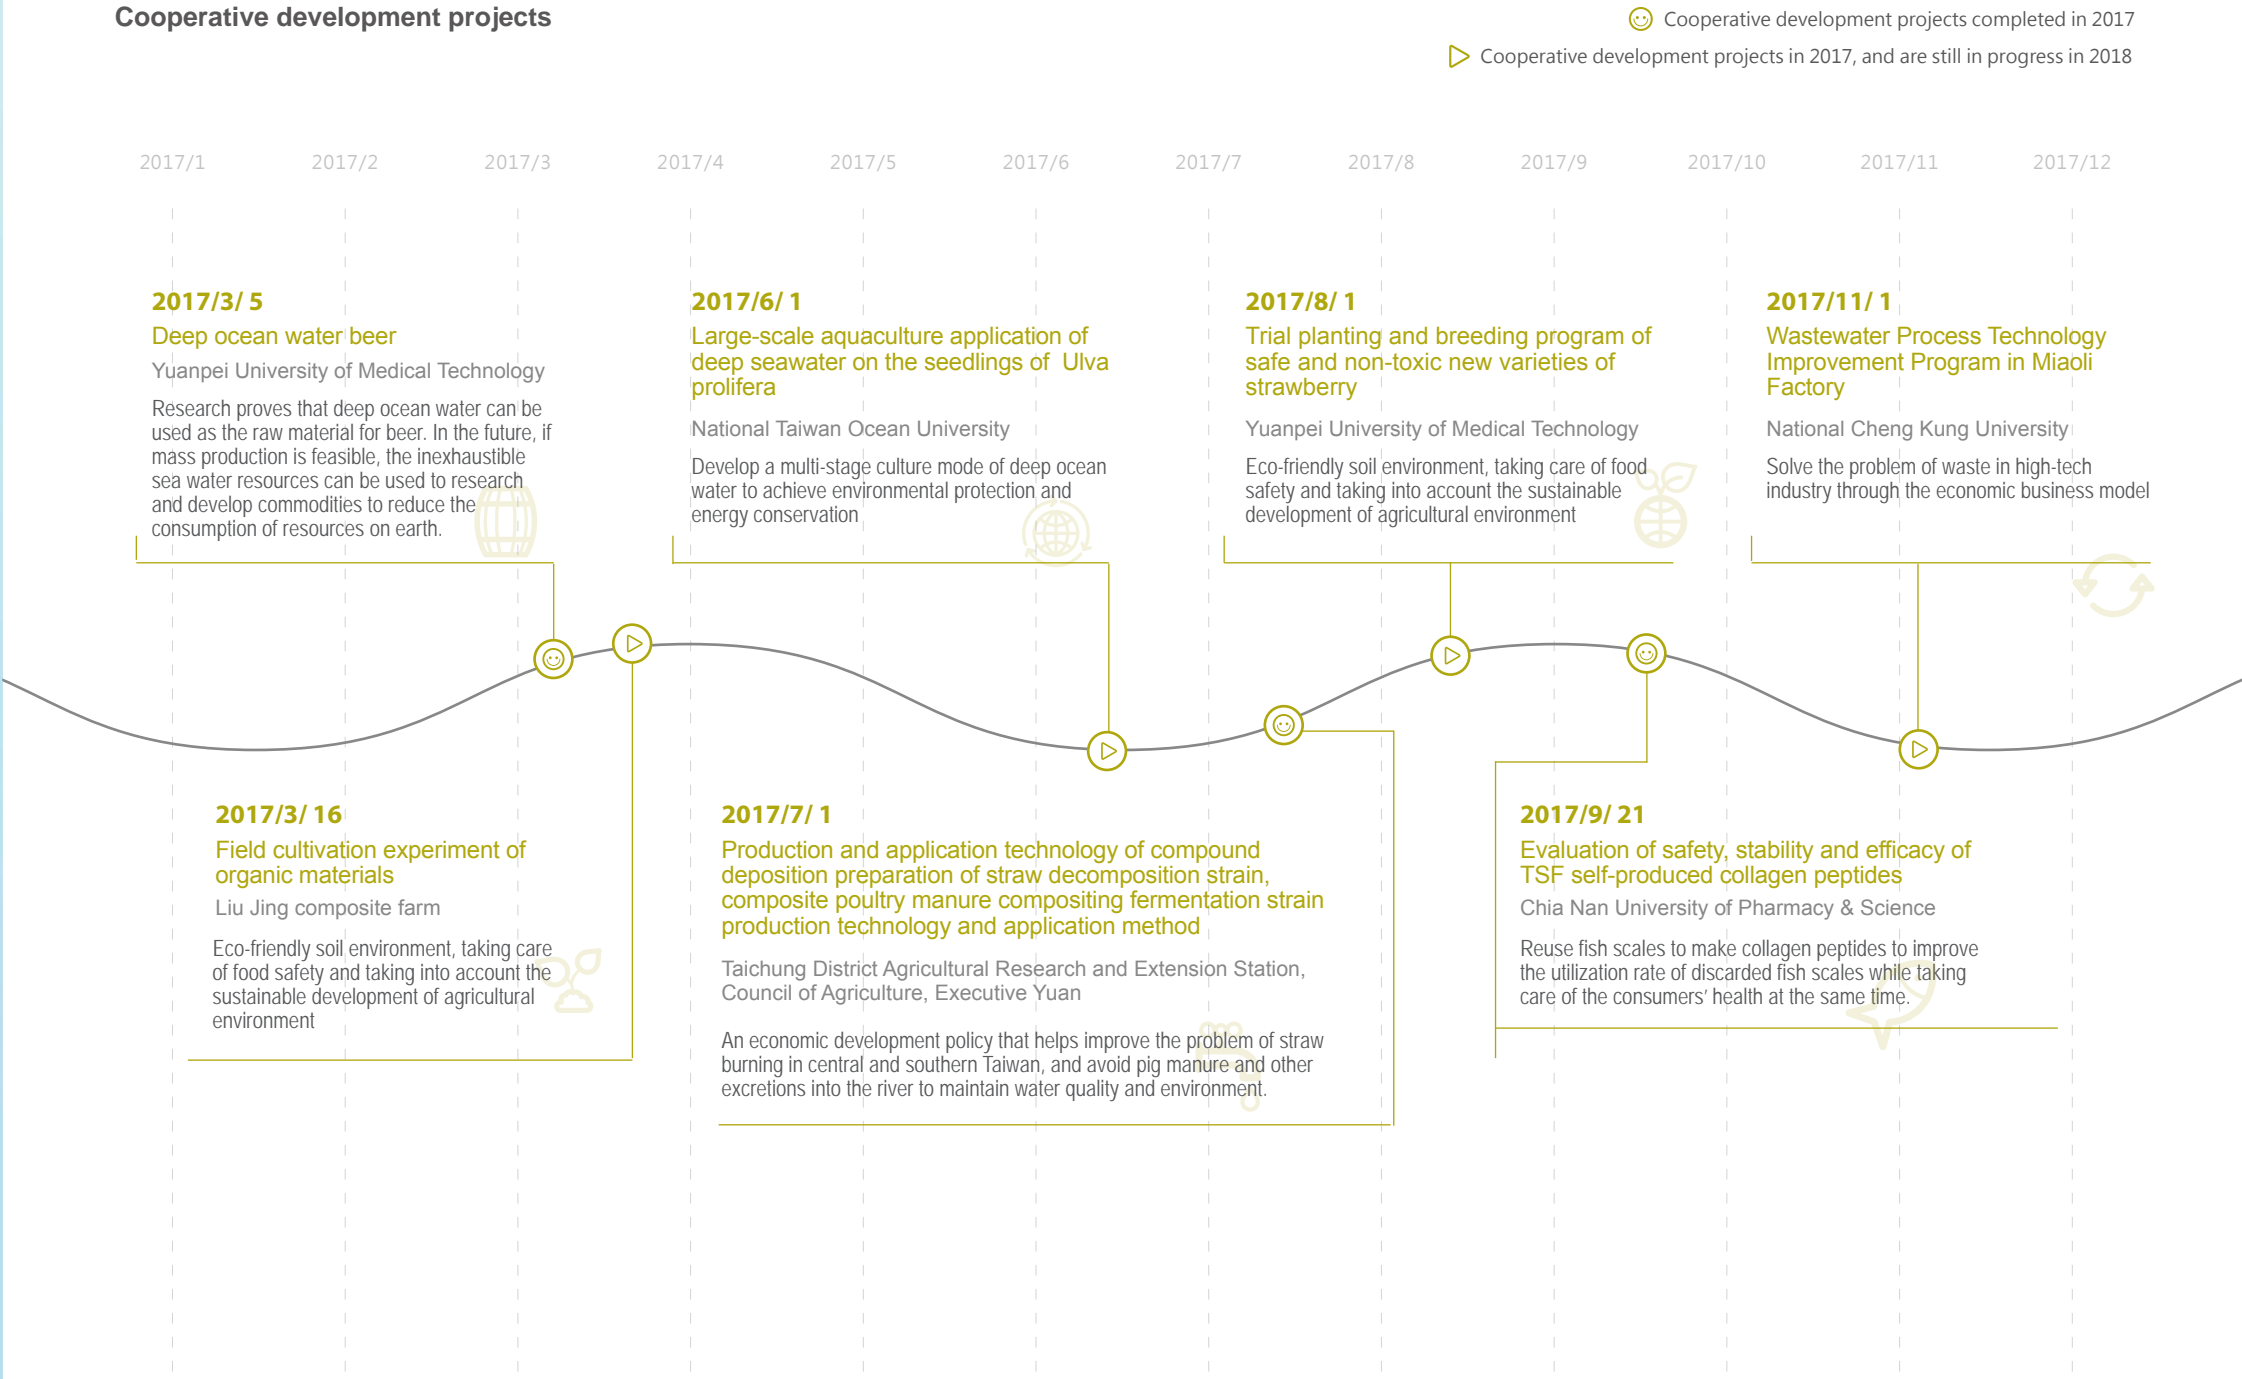 Cooperative development projects
Cooperative development projects completed in 2017
Cooperative development projects in 2017, and are still in progress in 2018
2017/1 2017/2 2017/3 2017/4 2017/5 2017/6 2017/7 2017/8 2017/9 2017/10 2017/11 2017/12
2017/3/ 5
Deep ocean water beer
Yuanpei University of Medical Technology
Research proves that deep ocean water can be
used as the raw material for beer. In the future, if
mass production is feasible, the inexhaustible
sea water resources can be used to research
and develop commodities to reduce the
consumption of resources on earth.
2017/6/ 1
Large-scale aquaculture application of
deep seawater on the seedlings of Ulva
prolifera
National Taiwan Ocean University
Develop a multi-stage culture mode of deep ocean
water to achieve environmental protection and
energy conservation
2017/8/ 1
Trial planting and breeding program of
safe and non-toxic new varieties of
strawberry
Yuanpei University of Medical Technology
Eco-friendly soil environment, taking care of food
safety and taking into account the sustainable
development of agricultural environment
2017/11/ 1
Wastewater Process Technology
Improvement Program in Miaoli
Factory
National Cheng Kung University
Solve the problem of waste in high-tech
industry through the economic business model
2017/3/ 16
Field cultivation experiment of
organic materials
Liu Jing composite farm
Eco-friendly soil environment, taking care
of food safety and taking into account the
sustainable development of agricultural
environment
2017/7/ 1
Production and application technology of compound
deposition preparation of straw decomposition strain,
composite poultry manure compositing fermentation strain
production technology and application method
Taichung District Agricultural Research and Extension Station,
Council of Agriculture, Executive Yuan
An economic development policy that helps improve the problem of straw
burning in central and southern Taiwan, and avoid pig manure and other
excretions into the river to maintain water quality and environment.
2017/9/ 21
Evaluation of safety, stability and efficacy of
TSF self-produced collagen peptides
Chia Nan University of Pharmacy & Science
Reuse fish scales to make collagen peptides to improve
the utilization rate of discarded fish scales while taking
care of the consumers' health at the same time.